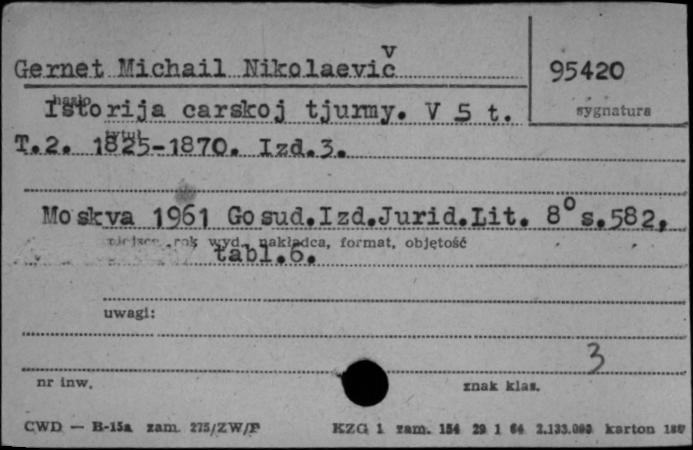 Gernet Michail Nikolaevič
95420
hasło
Istorija carskoj tjurmy. V 5 t.
sygnatura
tytuł
T.2. 1825-1870. Izd.3.
Moskva 1961 Gosud.Izd.Jurid.Lit. 8° s.582,
miejsce, rok wyd., nakładca, format, objętość
tabl.6.
uwagi:
3
nr inw.
znak klas.
CWD — B-15a zam. 275/ZW/P
KZG 1 zam. 154 29 1 64 2.133.000 karton